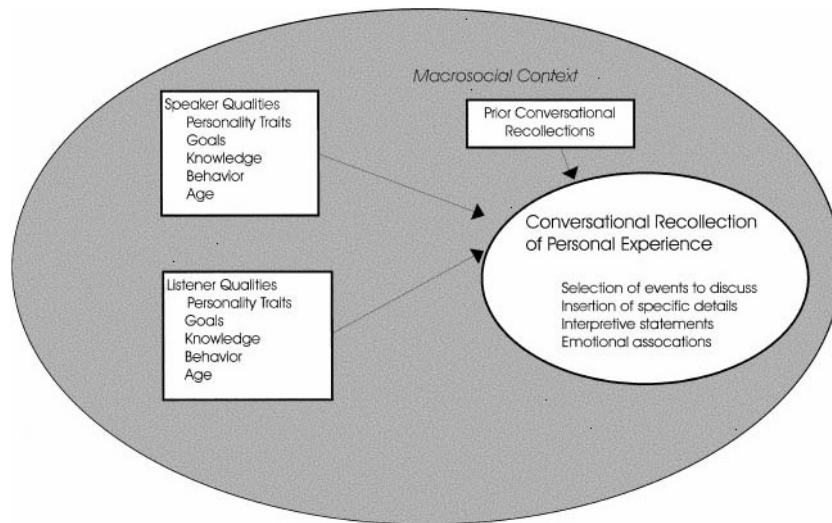 Macrosocial Context
Speaker Qualities
Personality Traits
Goals
Knowledge
Behavior
Age
Prior Conversational
Recollections
Conversational Recollection
of Personal Experience
Selection of events to discuss
Insertion of specific details
Interpretive statements
Emotional assocations
Listener Qualities
Personality Traits
Goals
Knowledge
Behavior
Age